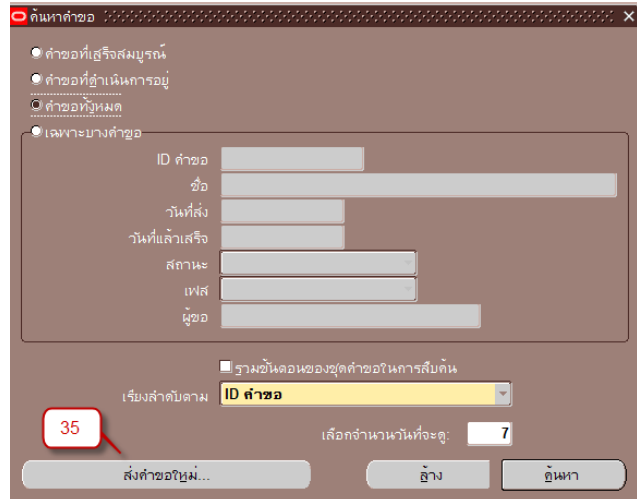 ค้นหาคำขอ
คำขอที่เสร็จสมบูรณ์
คำขอที่ดำเนินการอยู่
คำขอทั้งหมด
เฉพาะบางคำขอ
ID คำขอ
ชื่อ
วันที่ส่ง
วันที่แล้วเสร็จ
สถานะ
เฟส
ผู้ขอ
รวมขั้นตอนของชุดคำขอในการสืบค้น
เรียงลำดับตาม ID คำขอ
35
เลือกจำนวนวันที่จะดู: 7
ส่งคำขอใหม่... ล้าง ค้นหา